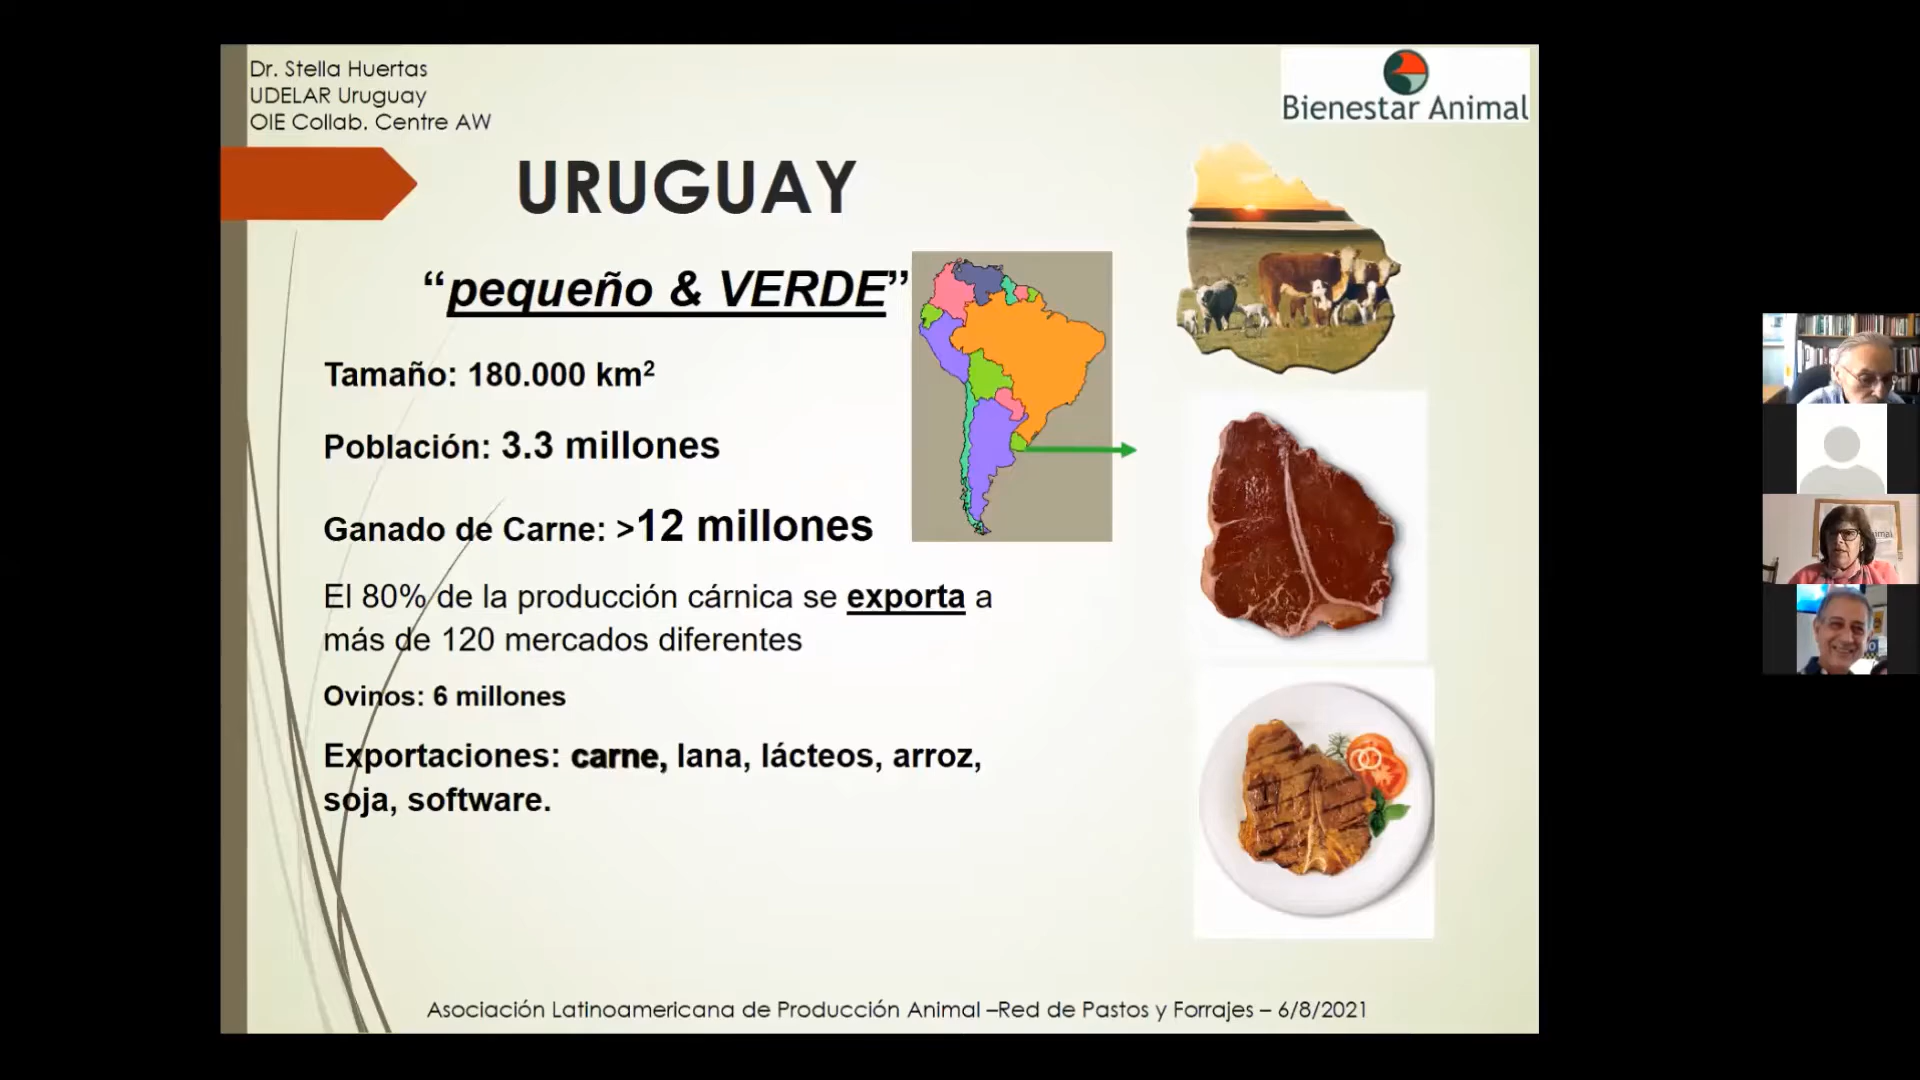 Dr. Stella Huertas
UDELAR Uruguay
OIE Collab. Centre AW
Bienestar Animal
URUGUAY
“pequeño & VERDE”
Tamaño: 180.000 km²
Población: 3.3 millones
Ganado de Carne: >12 millones
El 80% de la producción cárnica se exporta a
más de 120 mercados diferentes
Ovinos: 6 millones
Exportaciones: carne, lana, lácteos, arroz,
soja, software.
Asociación Latinoamericana de Producción Animal –Red de Pastos y Forrajes – 6/8/2021